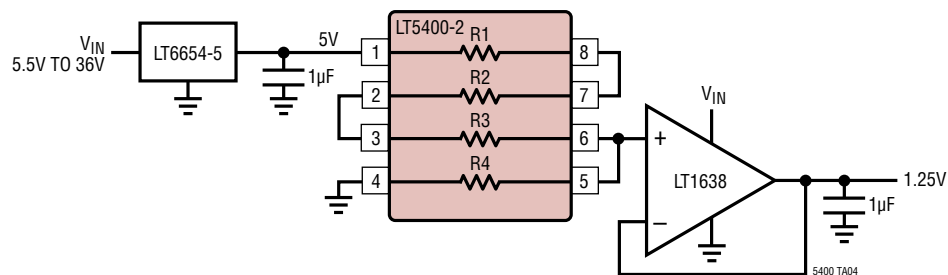 V_IN
5.5V TO 36V
LT6654-5
1µF
5V
LT5400-2
1
R1
8
2
R2
7
3
R3
6
4
R4
5
V_IN
+
LT1638
–
1.25V
1µF
5400 TA04